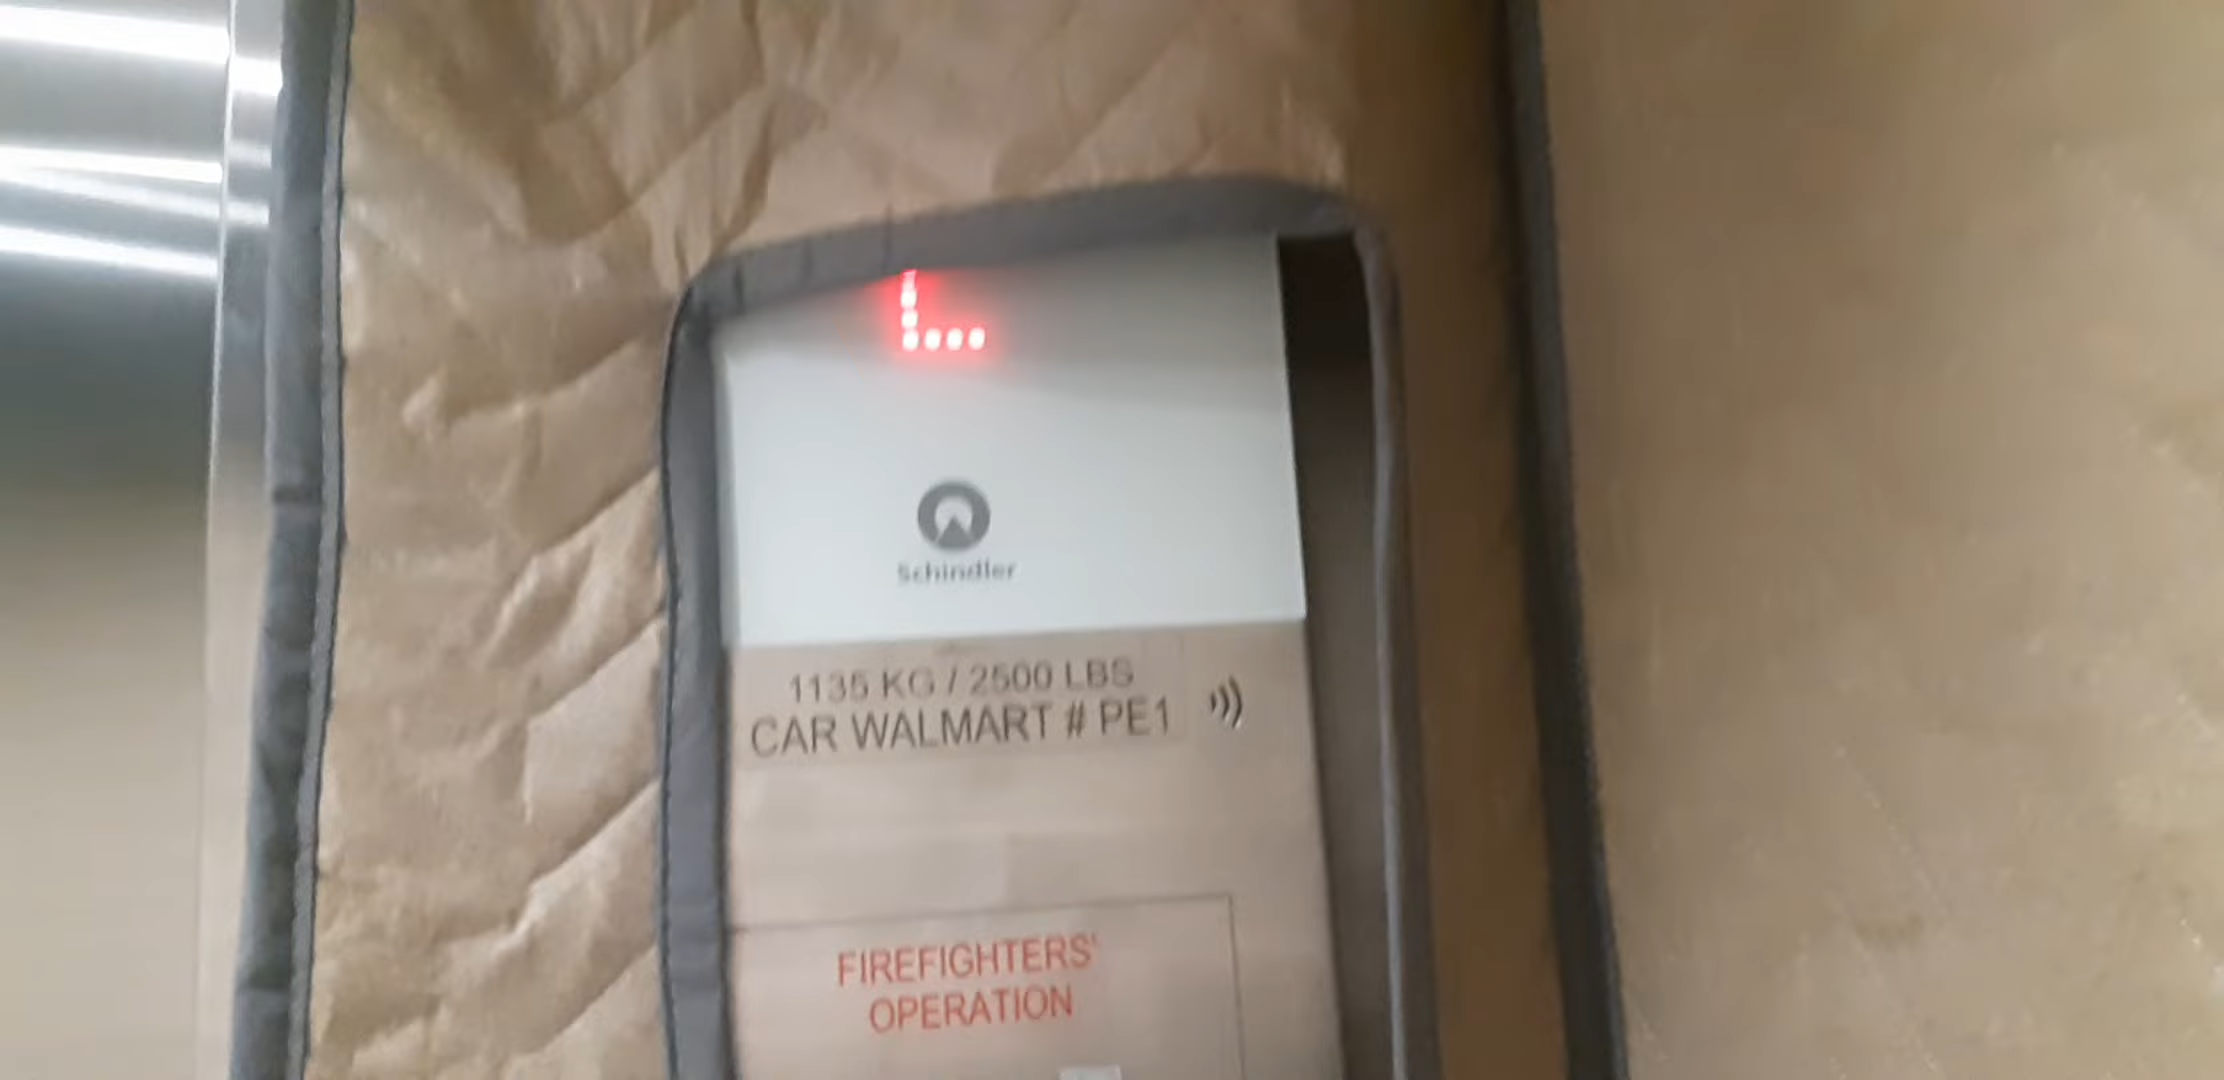 L
Schindler
1135 KG / 2500 LBS
CAR WALMART # PE1
FIREFIGHTERS'
OPERATION